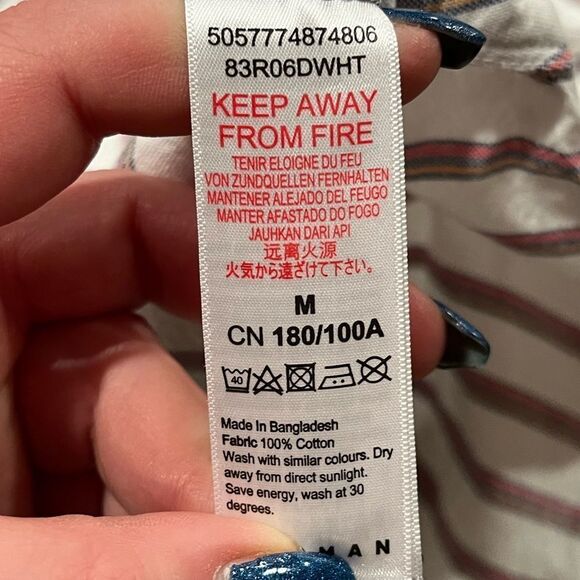 5057774874806
83R06DWHT
KEEP AWAY
FROM FIRE
TENIR ELOIGNE DU FEU
VON ZUNDQUELLEN FERNHALTEN
MANTENER ALEJADO DEL FEUGO
MANTER AFASTADO DO FOGO
JAUHKAN DARI API
远离火源
火気から遠ざけて下さい。
M
CN 180/100A
40
Made In Bangladesh
Fabric 100% Cotton
Wash with similar colours. Dry
away from direct sunlight.
Save energy, wash at 30
degrees.
MAN